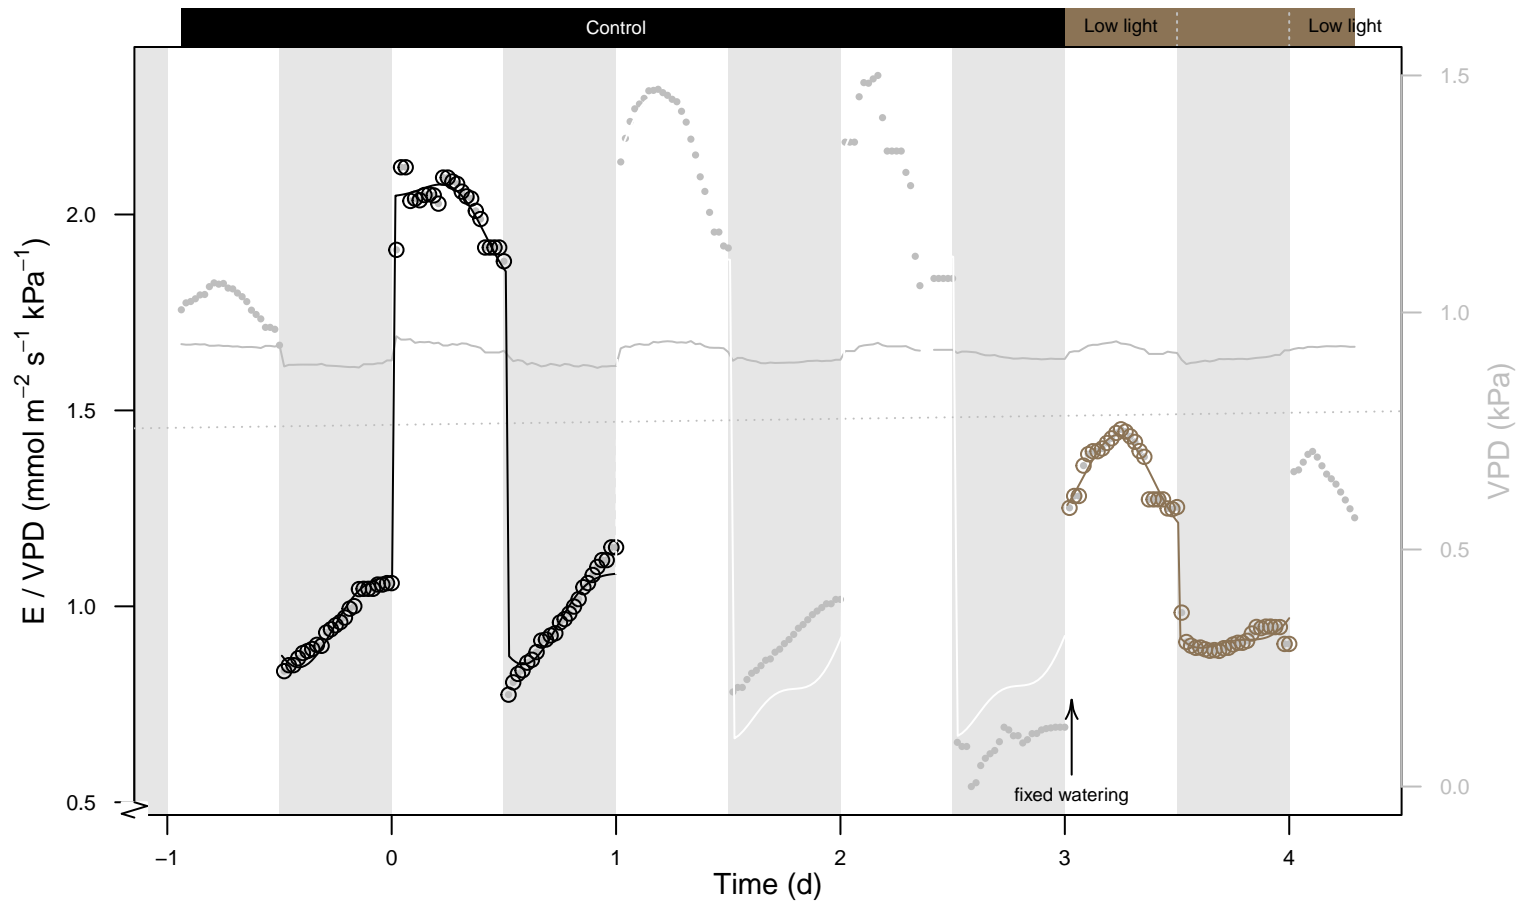 Control
Low light
Low light
E / VPD (mmol m−2 s−1 kPa−1)
2.0
1.5
1.0
0.5
1.5
1.0
0.5
0.0
VPD (kPa)
fixed watering
−1
0
1
2
3
4
Time (d)